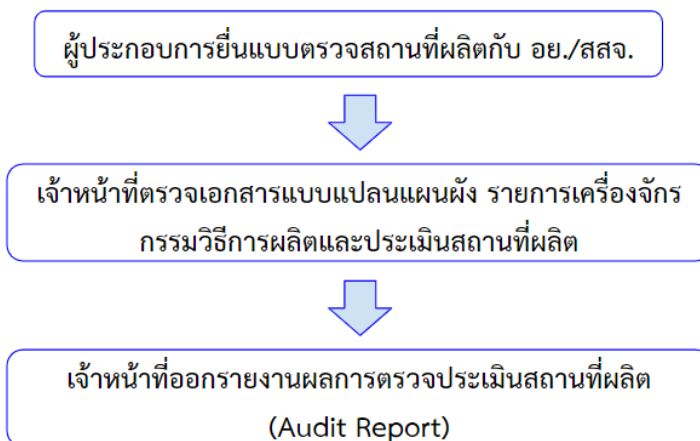 ผู้ประกอบการยื่นแบบตรวจสถานที่ผลิตกับ อย./สสจ.
เจ้าหน้าที่ตรวจเอกสารแบบแปลนแผนผัง รายการเครื่องจักร
กรรมวิธีการผลิตและประเมินสถานที่ผลิต
เจ้าหน้าที่ออกรายงานผลการตรวจประเมินสถานที่ผลิต
(Audit Report)